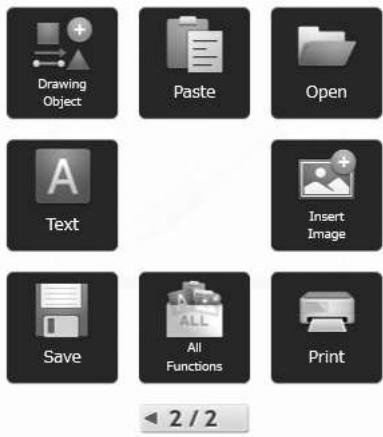 Drawing
Object
Paste
Open
A
Text
Insert
Image
Save
ALL
All
Functions
Print
2 / 2